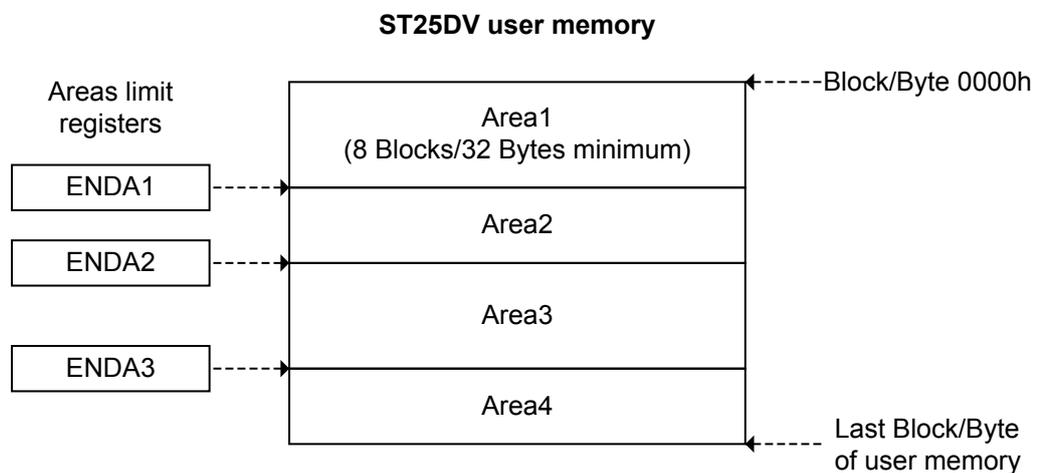 ST25DV user memory
Areas limit
registers
Block/Byte 0000h
Area1
(8 Blocks/32 Bytes minimum)
ENDA1
Area2
ENDA2
Area3
ENDA3
Area4
Last Block/Byte
of user memory